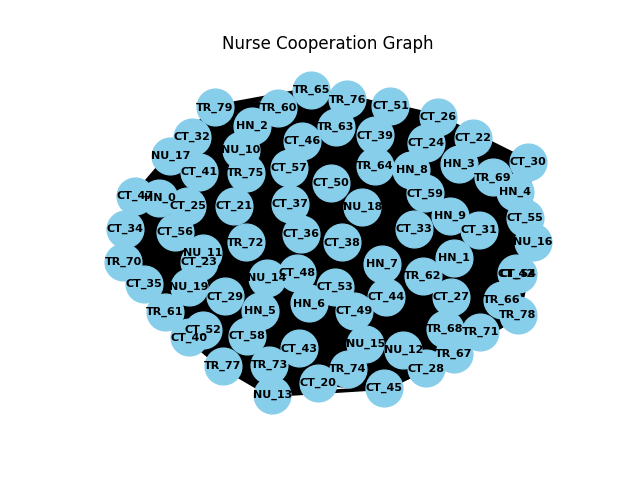 Nurse Cooperation Graph
TR_65
TR_79
TR_60
TR_76
CT_51
CT_26
HN_2
TR_63
CT_32
CT_39
CT_22
CT_46
CT_24
NU_10
NU_17
CT_30
HN_3
CT_57
TR_64
HN_8
CT_41
TR_75
TR_69
CT_50
HN_4
CT_59
CT_47
HN_0
CT_25
CT_21
CT_37
NU_18
HN_9
CT_55
CT_34
CT_56
CT_36
CT_33
CT_31
TR_72
CT_38
NU_16
NU_11
TR_70
CT_23
HN_7
HN_1
CT_48
NU_14
TR_62
CT_35
NU_19
CT_53
CT_29
CT_44
CT_27
TR_66
HN_6
TR_61
HN_5
CT_49
TR_78
CT_52
CT_40
CT_58
TR_68
TR_71
CT_43
NU_15
NU_12
TR_67
TR_77
TR_73
TR_74
CT_28
CT_20
CT_45
NU_13